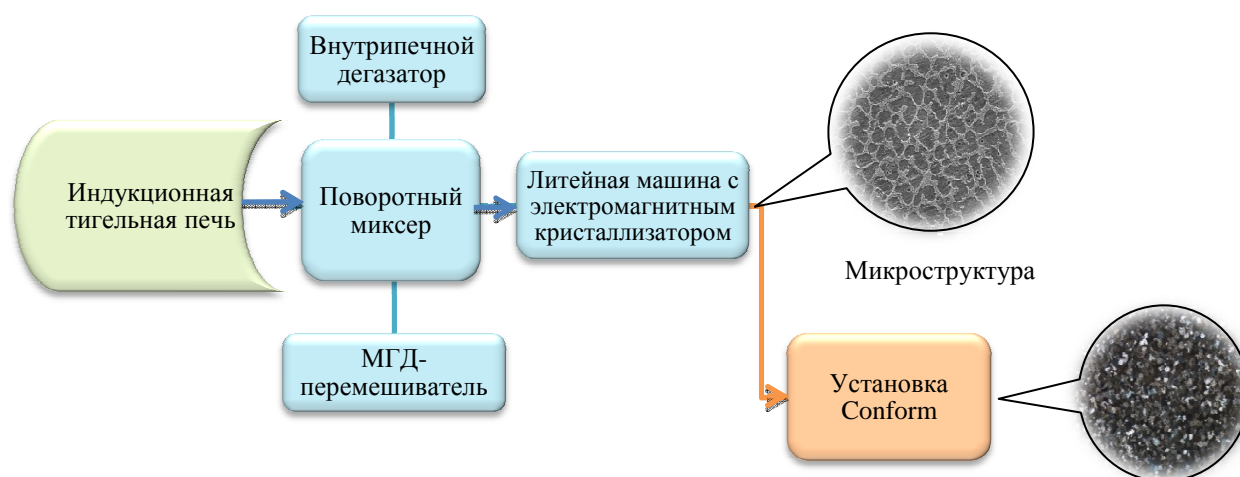 Внутрипечной
дегазатор
Индукционная
тигельная печь
Поворотный
миксер
Литейная машина с
электромагнитным
кристаллизатором
Микроструктура
МГД-
перемешиватель
Установка
Conform